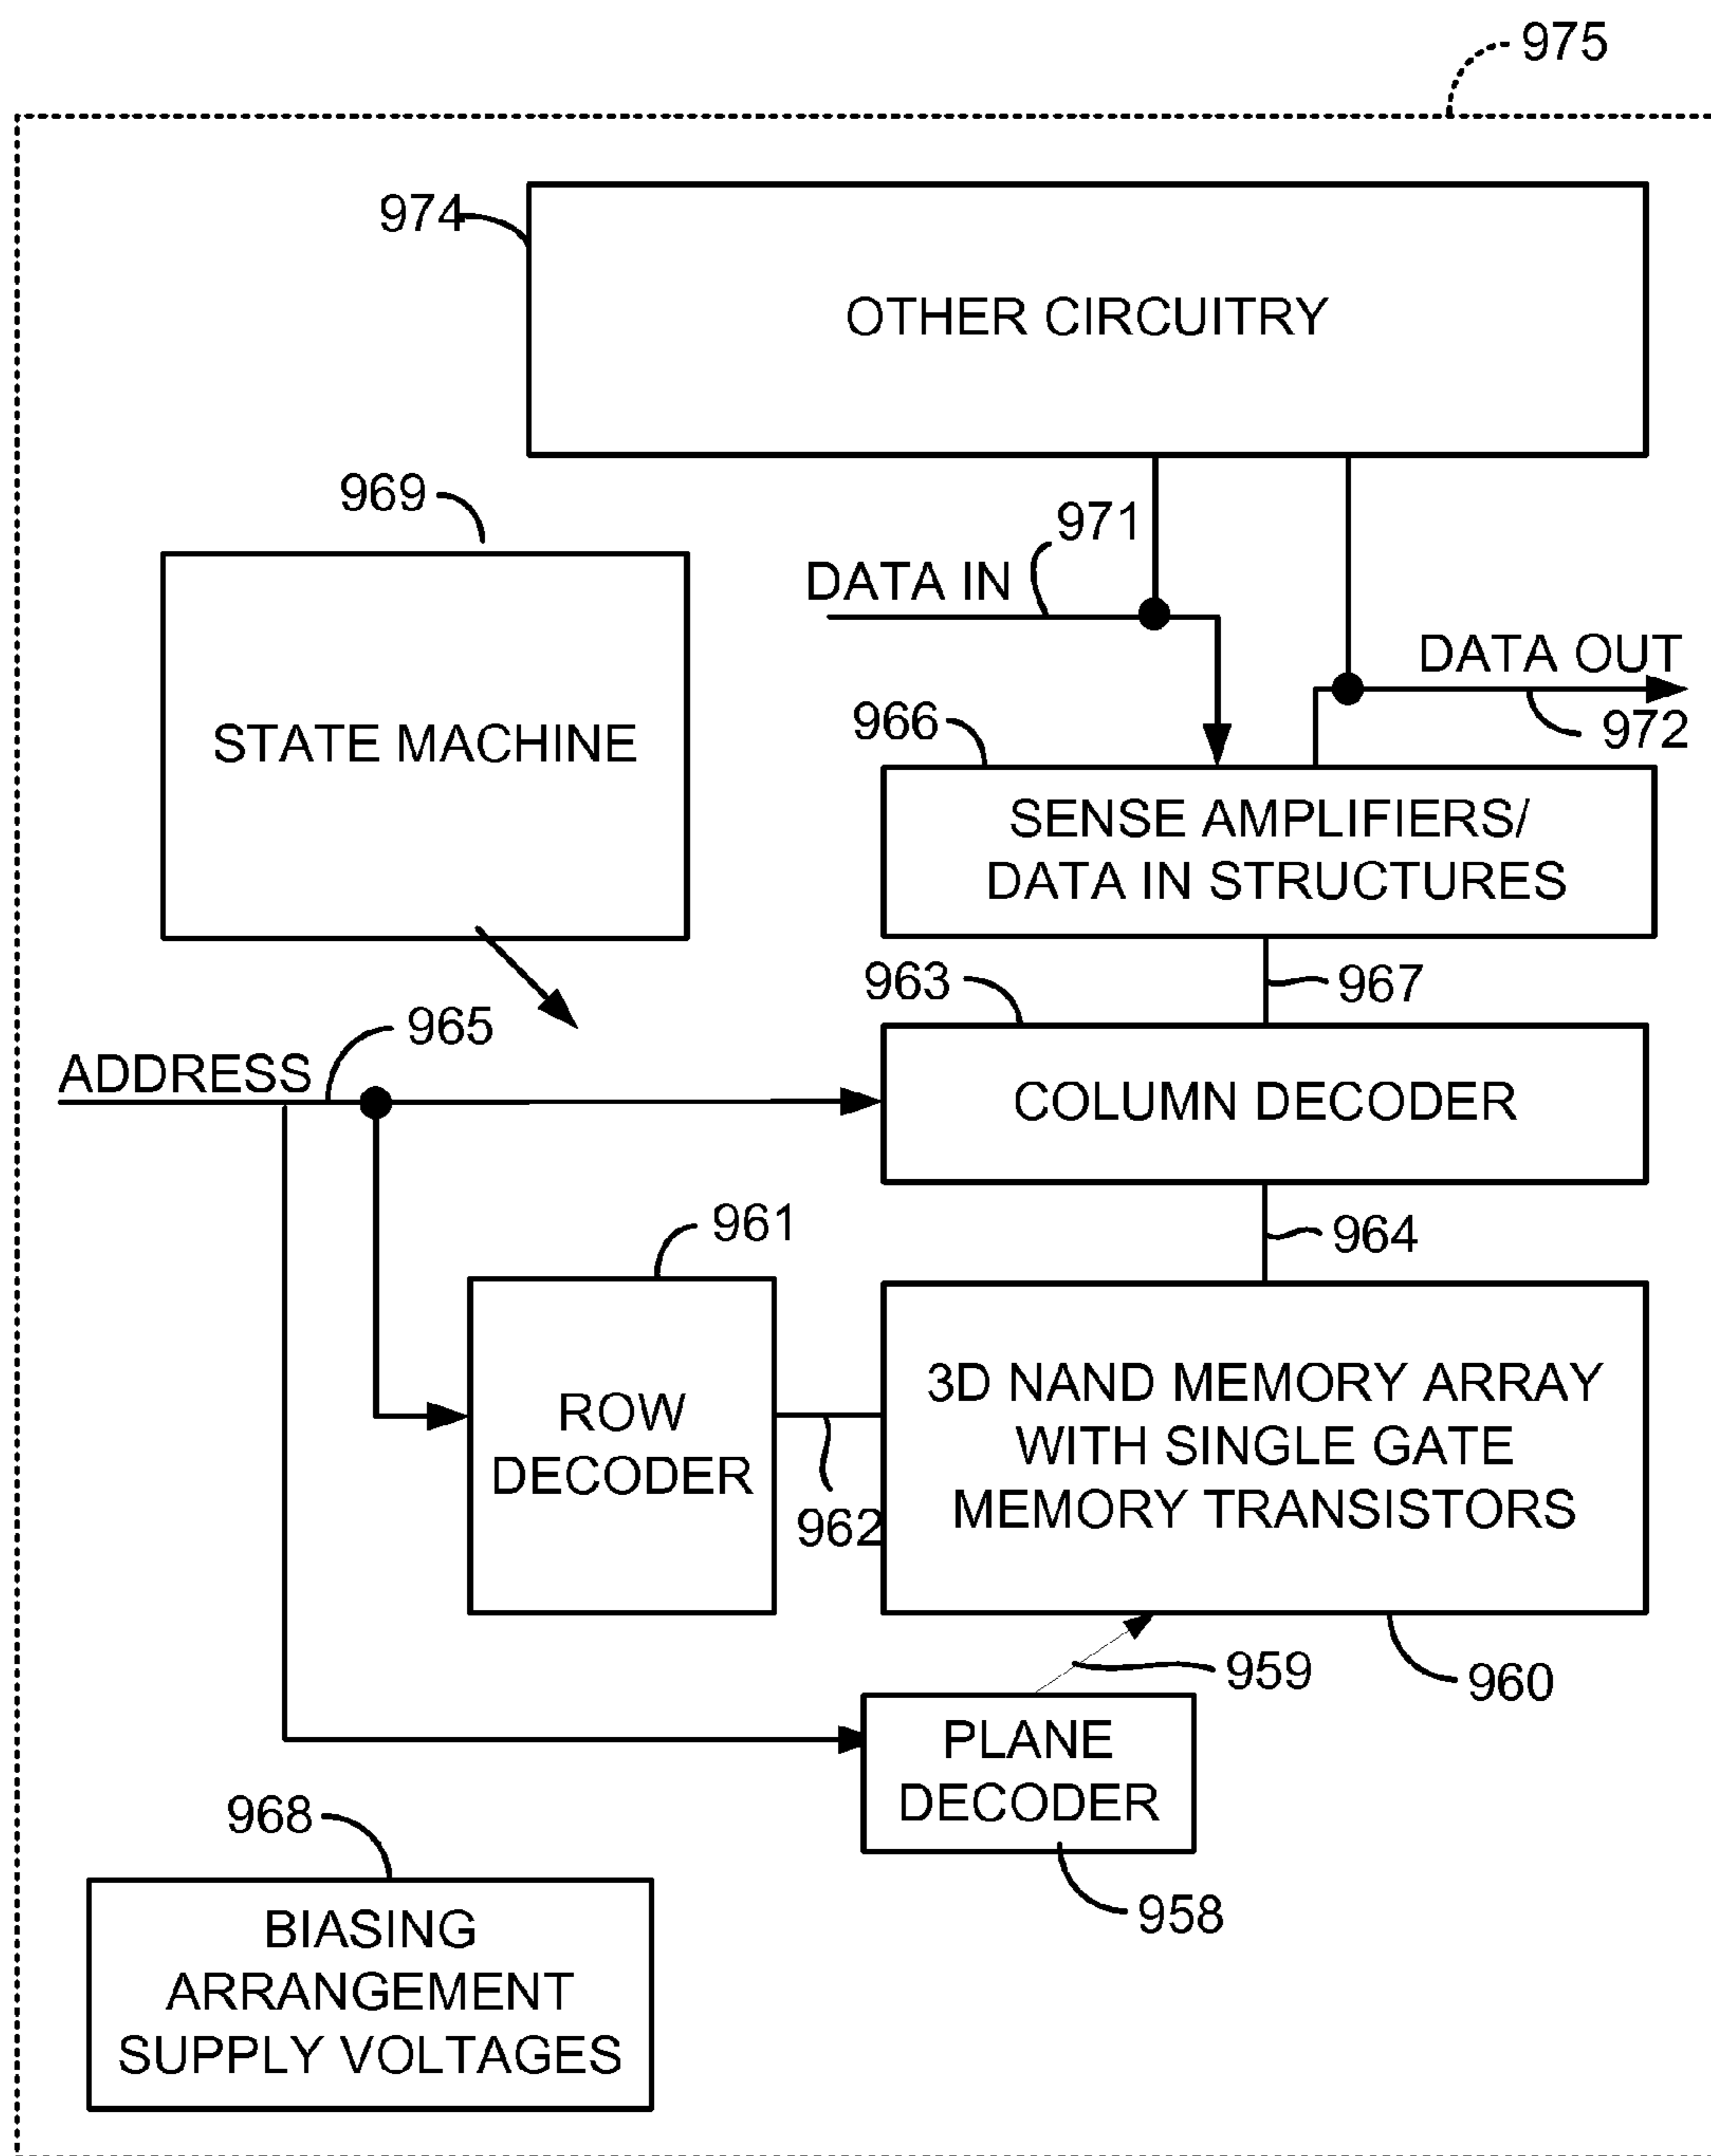 975
974
OTHER CIRCUITRY
969
971
DATA IN
DATA OUT
972
STATE MACHINE
966
SENSE AMPLIFIERS/
DATA IN STRUCTURES
963
967
965
ADDRESS
COLUMN DECODER
961
964
ROW
DECODER
962
3D NAND MEMORY ARRAY
WITH SINGLE GATE
MEMORY TRANSISTORS
959
960
PLANE
DECODER
958
968
BIASING
ARRANGEMENT
SUPPLY VOLTAGES